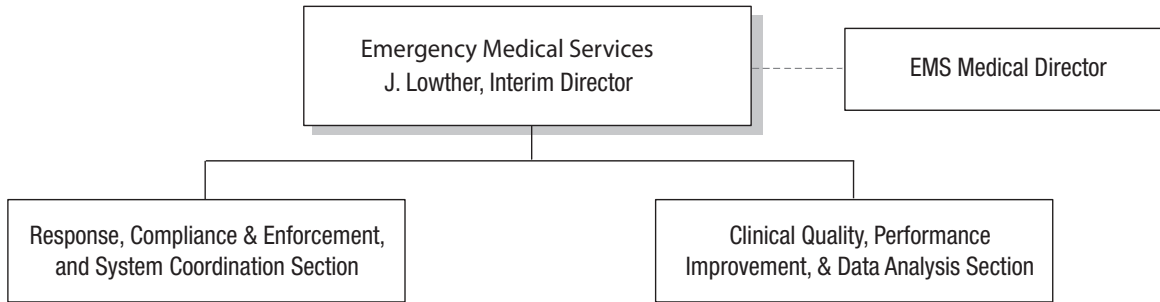 Emergency Medical Services
J. Lowther, Interim Director
EMS Medical Director
Response, Compliance & Enforcement,
and System Coordination Section
Clinical Quality, Performance
Improvement, & Data Analysis Section